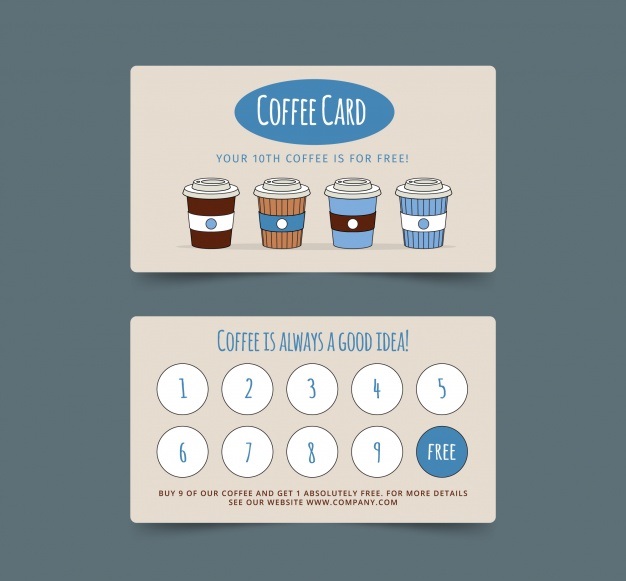 COFFEE CARD
YOUR 10TH COFFEE IS FOR FREE!
COFFEE IS ALWAYS A GOOD IDEA!
1 2 3 4 5
6 7 8 9 FREE
BUY 9 OF OUR COFFEE AND GET 1 ABSOLUTELY FREE. FOR MORE DETAILS
SEE OUR WEBSITE WWW.COMPANY.COM